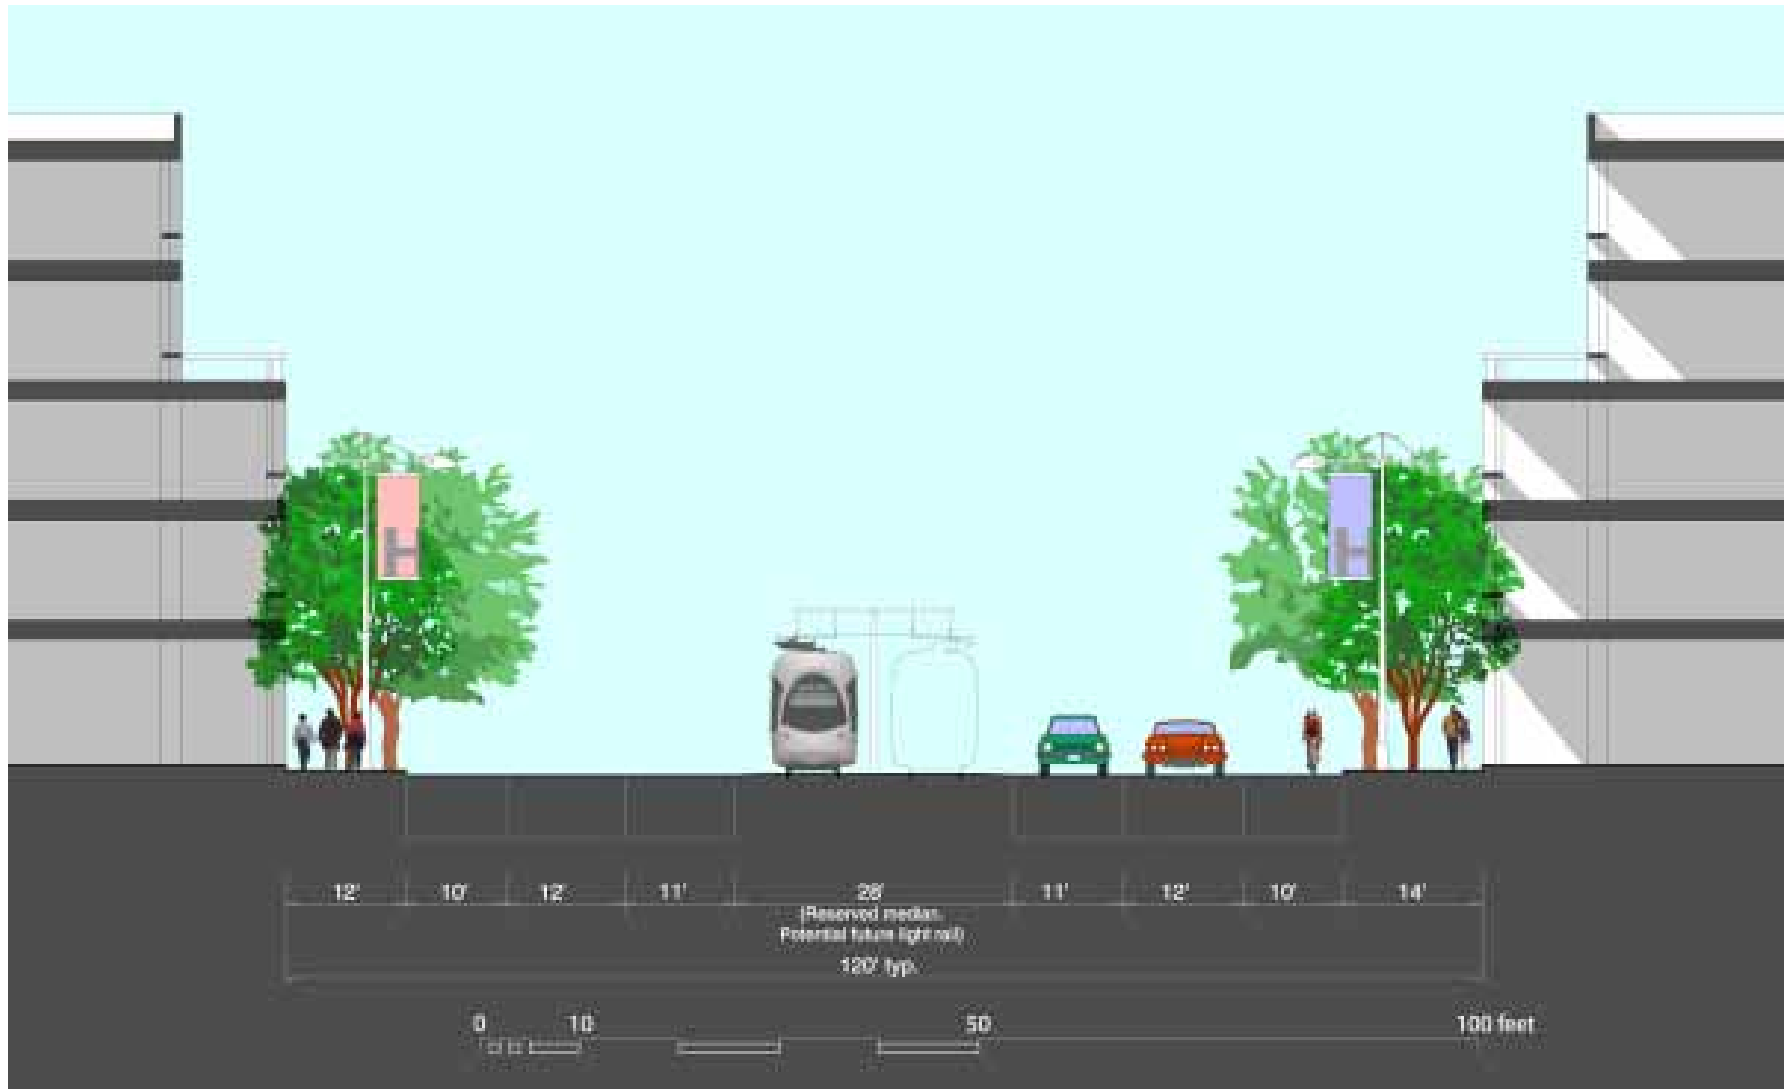 12' 10' 12' 11' 28' 11' 12' 10' 14'
(Reserved median.
Potential future light rail)
120' typ.
0 10 50 100 feet